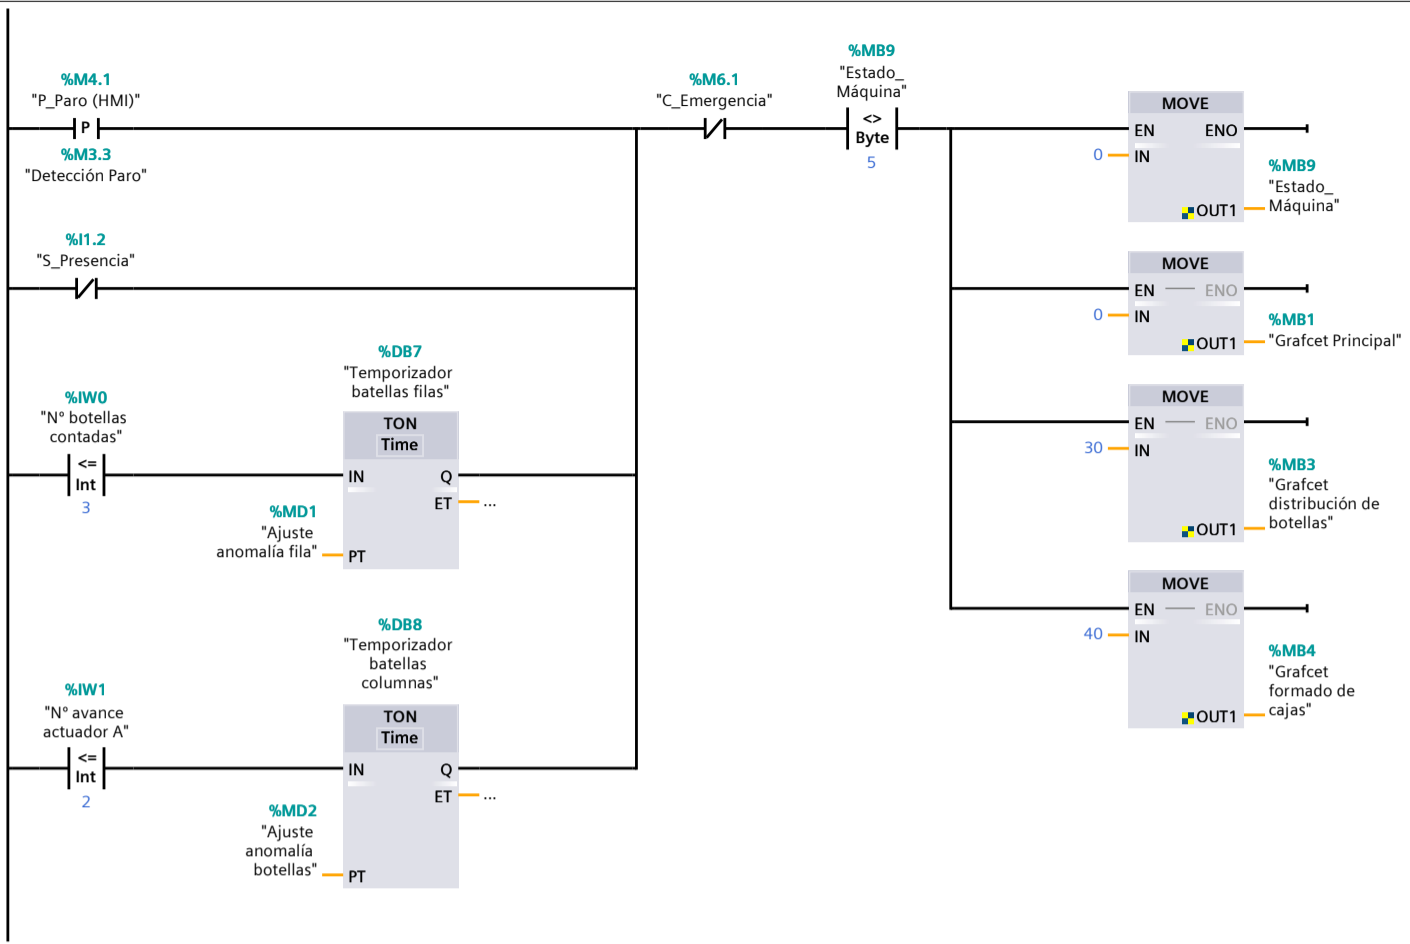 %M4.1
"P_Paro (HMI)"
P
%M3.3
"Detección Paro"
%M6.1
"C_Emergencia"
%MB9
"Estado_
Máquina"
<>
Byte
5
MOVE
EN ENO
0 IN
%MB9
"Estado_
Máquina"
OUT1
%I1.2
"S_Presencia"
MOVE
EN ENO
0 IN
%MB1
"Grafcet Principal"
OUT1
%IW0
"Nº botellas
contadas"
<=
Int
3
%DB7
"Temporizador
batellas filas"
TON
Time
IN Q
ET ...
%MD1
"Ajuste
anomalía fila"
PT
MOVE
EN ENO
30 IN
%MB3
"Grafcet
distribución de
botellas"
OUT1
%IW1
"Nº avance
actuador A"
<=
Int
2
%DB8
"Temporizador
batellas
columnas"
TON
Time
IN Q
ET ...
%MD2
"Ajuste
anomalía
botellas"
PT
MOVE
EN ENO
40 IN
%MB4
"Grafcet
formado de
cajas"
OUT1